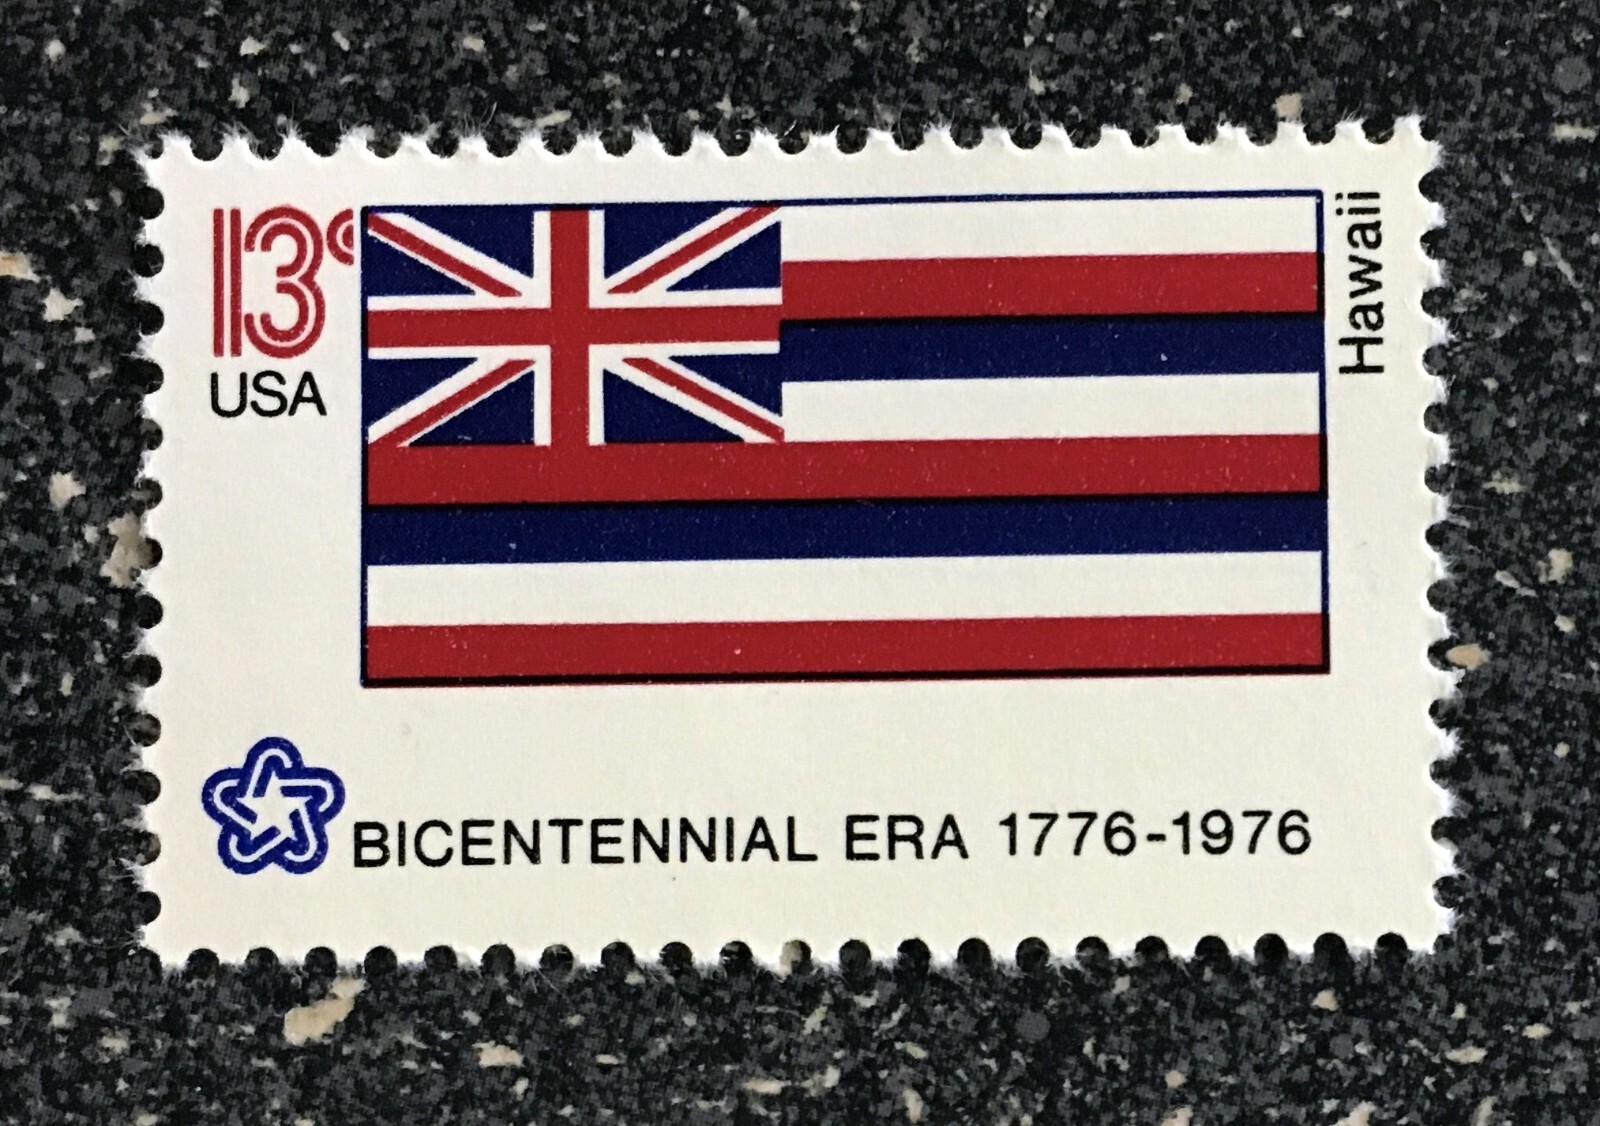 13¢
USA
Hawaii
BICENTENNIAL ERA 1776-1976